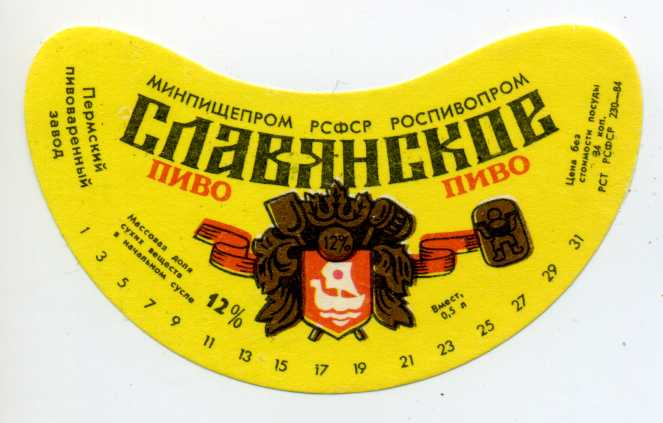 Пермский
пивоваренный
завод
МИНПИЩЕПРОМ РСФСР РОСПИВОПРОМ
СЛАВЯНСКОЕ
ПИВО
ПИВО
Цена без
стоимости посуды
34 коп.
РСТ РСФСР 230—84
Массовая доля
сухих веществ
в начальном сусле
12%
12%
Вмест.
0,5 л
1 3 5 7 9 11 13 15 17 19 21 23 25 27 29 31